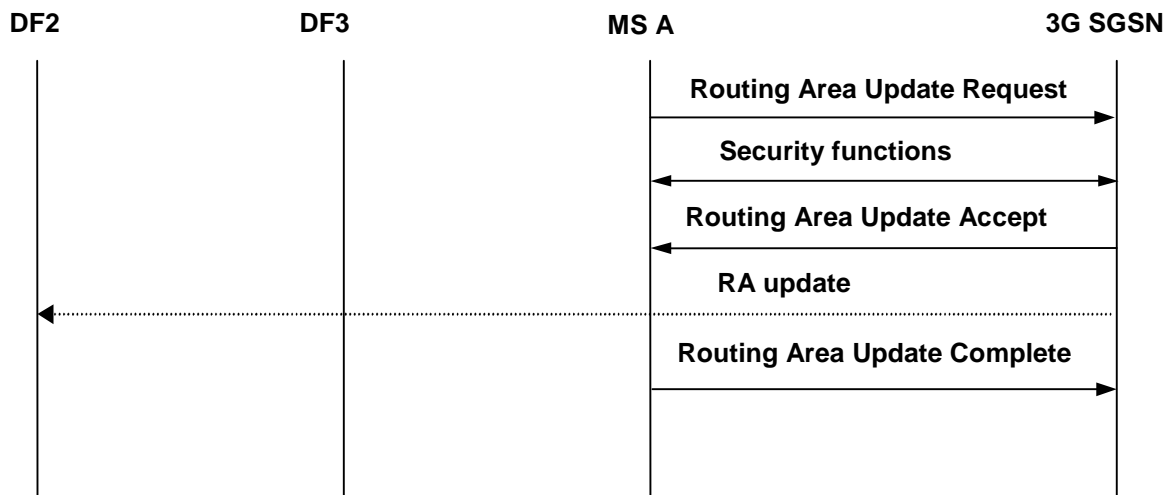 DF2
DF3
MS A
3G SGSN
Routing Area Update Request
Security functions
Routing Area Update Accept
RA update
Routing Area Update Complete